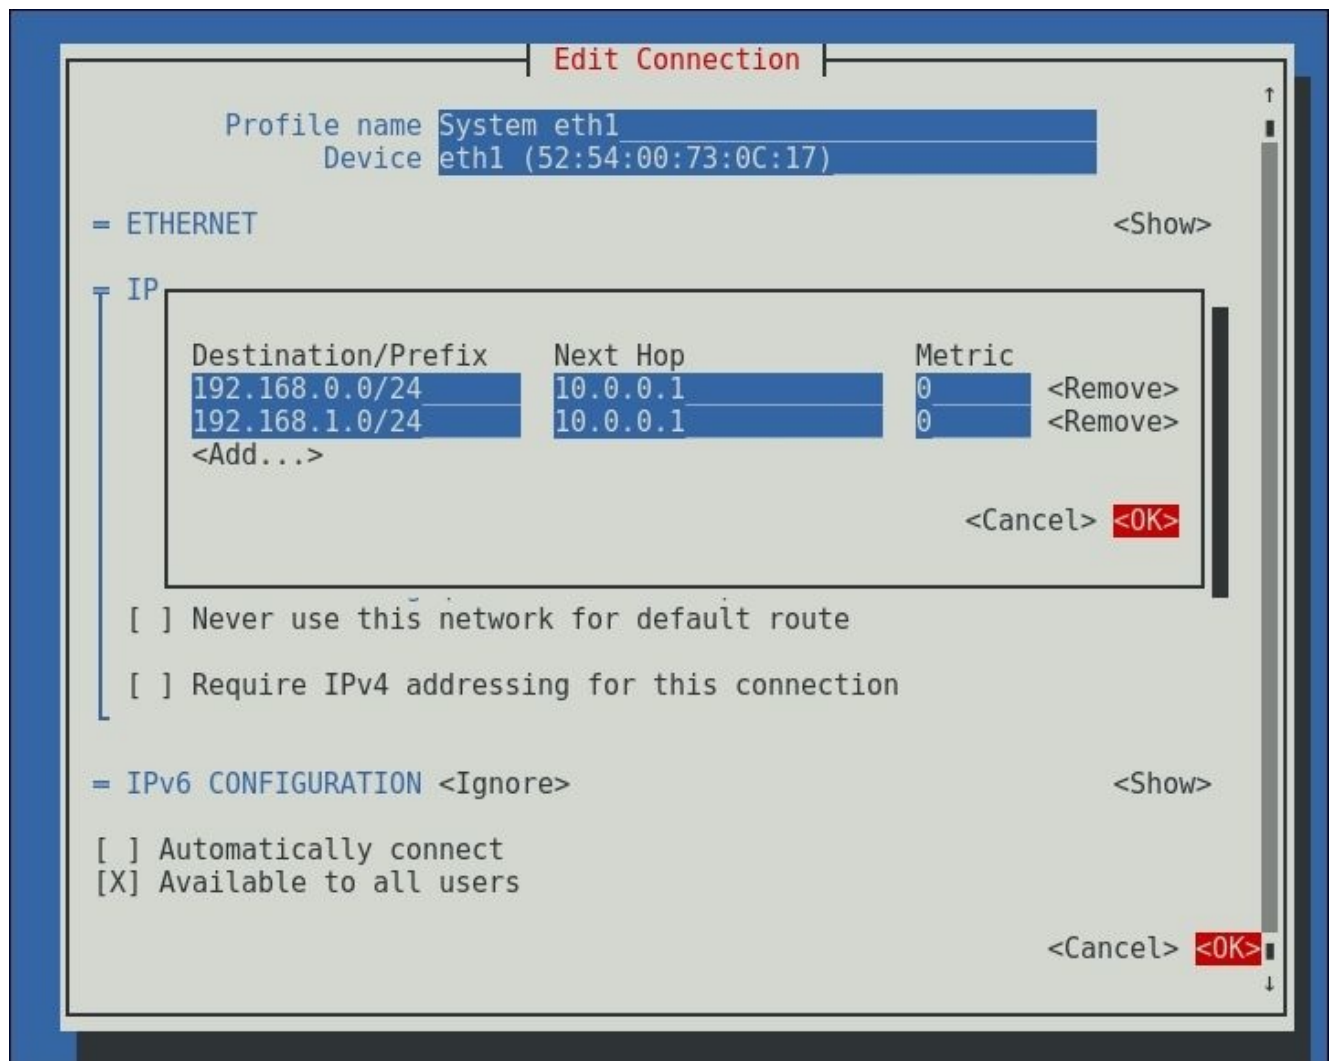 Edit Connection
Profile name System eth1
Device eth1 (52:54:00:73:0C:17)
= ETHERNET <Show>
IP
Destination/Prefix Next Hop Metric
192.168.0.0/24 10.0.0.1 0 <Remove>
192.168.1.0/24 10.0.0.1 0 <Remove>
<Add...>
<Cancel> <OK>
[ ] Never use this network for default route
[ ] Require IPv4 addressing for this connection
= IPv6 CONFIGURATION <Ignore> <Show>
[ ] Automatically connect
[X] Available to all users
<Cancel> <OK>